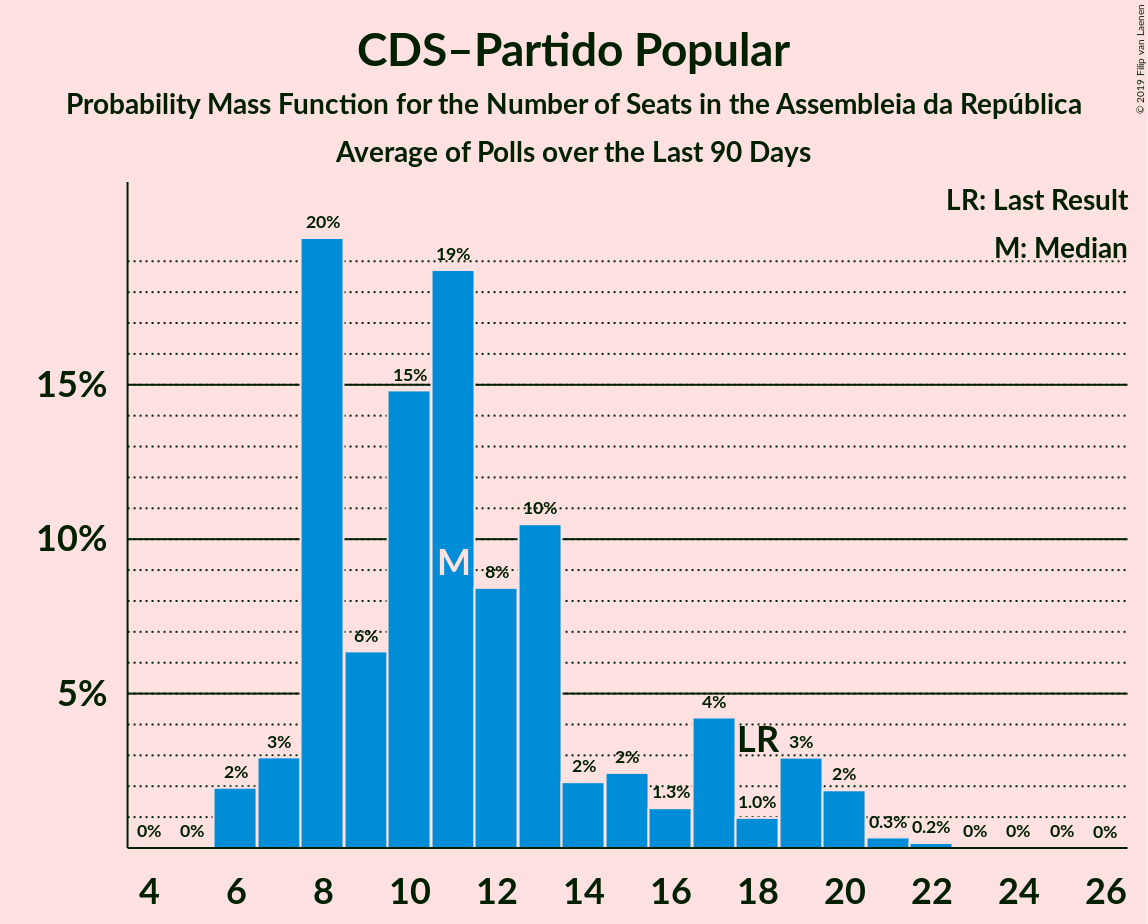 CDS–Partido Popular
Probability Mass Function for the Number of Seats in the Assembleia da República
Average of Polls over the Last 90 Days
© 2019 Filip van Laenen
LR: Last Result
M: Median
20%
19%
15%
15%
10%
10%
M
8%
6%
5%
4%
LR
3%
3%
2%
2%
2%
2%
1.3%
1.0%
0.3%
0.2%
0%
0%
0%
0%
0%
0%
4 6 8 10 12 14 16 18 20 22 24 26